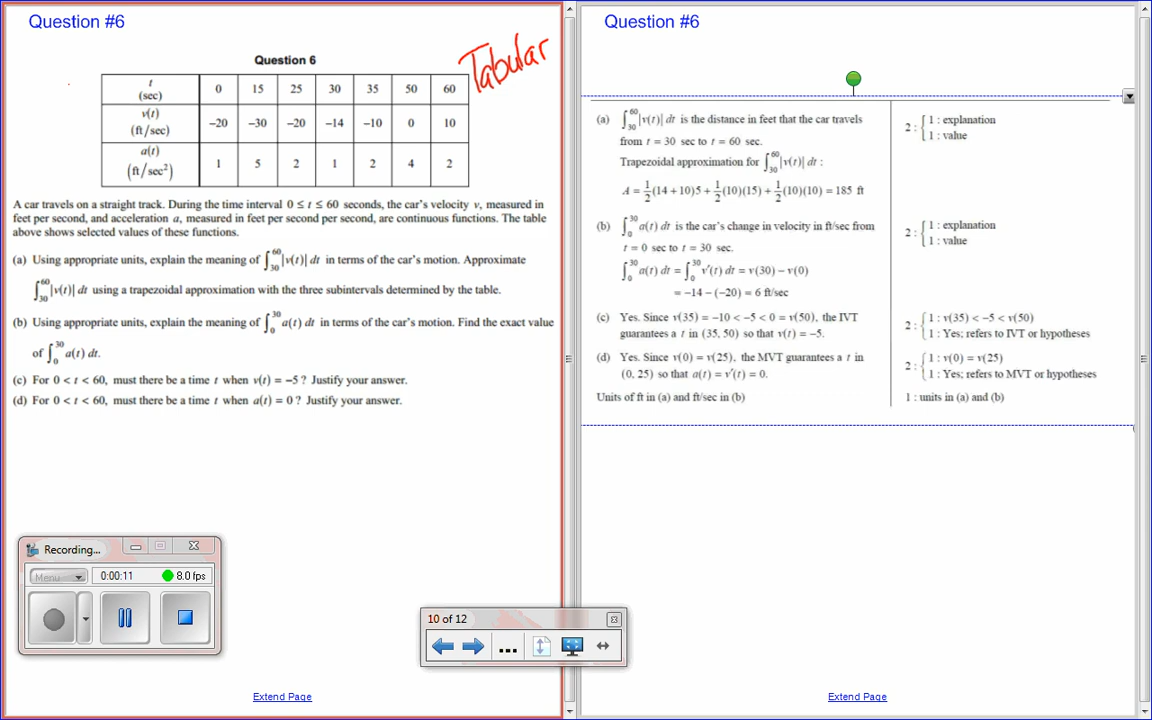 Question #6
Question 6
Tabular
t (sec) 0 15 25 30 35 50 60
v(t) (ft/sec) −20 −30 −20 −14 −10 0 10
a(t) (ft/sec²) 1 5 2 1 2 4 2
A car travels on a straight track. During the time interval 0 ≤ t ≤ 60 seconds, the car's velocity v, measured in
feet per second, and acceleration a, measured in feet per second per second, are continuous functions. The table
above shows selected values of these functions.
(a) Using appropriate units, explain the meaning of ∫₃₀⁶⁰ |v(t)| dt in terms of the car's motion. Approximate
∫₃₀⁶⁰ |v(t)| dt using a trapezoidal approximation with the three subintervals determined by the table.
(b) Using appropriate units, explain the meaning of ∫₀³⁰ a(t) dt in terms of the car's motion. Find the exact value
of ∫₀³⁰ a(t) dt.
(c) For 0 < t < 60, must there be a time t when v(t) = −5? Justify your answer.
(d) For 0 < t < 60, must there be a time t when a(t) = 0? Justify your answer.
Recording...
Menu 0:00:11 8.0 fps
10 of 12
Extend Page
Question #6
(a) ∫₃₀⁶⁰ |v(t)| dt is the distance in feet that the car travels
from t = 30 sec to t = 60 sec.
Trapezoidal approximation for ∫₃₀⁶⁰ |v(t)| dt :
A = 1/2(14 + 10)5 + 1/2(10)(15) + 1/2(10)(10) = 185 ft
2 : { 1 : explanation
1 : value
(b) ∫₀³⁰ a(t) dt is the car's change in velocity in ft/sec from
t = 0 sec to t = 30 sec.
∫₀³⁰ a(t) dt = ∫₀³⁰ v′(t) dt = v(30) − v(0)
= −14 − (−20) = 6 ft/sec
2 : { 1 : explanation
1 : value
(c) Yes. Since v(35) = −10 < −5 < 0 = v(50), the IVT
guarantees a t in (35, 50) so that v(t) = −5.
2 : { 1 : v(35) < −5 < v(50)
1 : Yes; refers to IVT or hypotheses
(d) Yes. Since v(0) = v(25), the MVT guarantees a t in
(0, 25) so that a(t) = v′(t) = 0.
2 : { 1 : v(0) = v(25)
1 : Yes; refers to MVT or hypotheses
Units of ft in (a) and ft/sec in (b)
1 : units in (a) and (b)
Extend Page